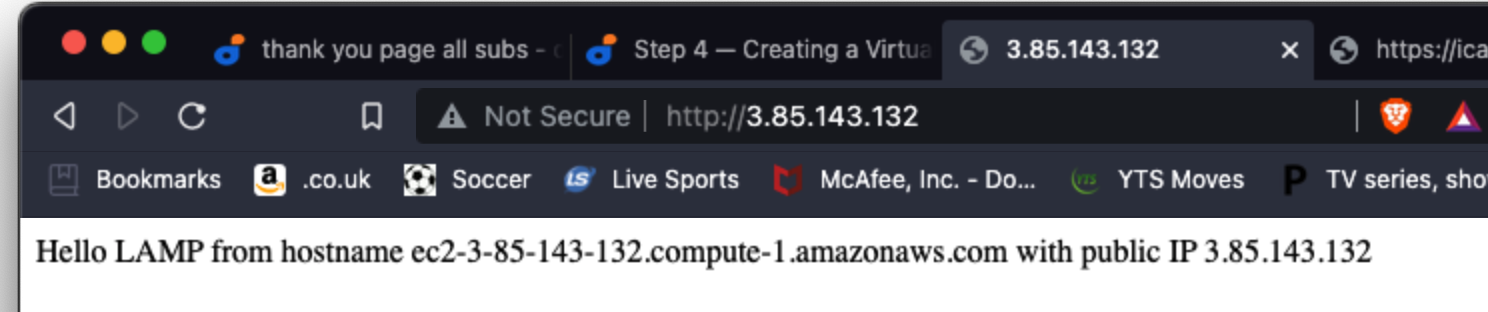 thank you page all subs - Step 4 — Creating a Virtua 3.85.143.132 https://ica
Not Secure http://3.85.143.132
Bookmarks .co.uk Soccer LS Live Sports McAfee, Inc. - Do... YTS YTS Moves P TV series, sho
Hello LAMP from hostname ec2-3-85-143-132.compute-1.amazonaws.com with public IP 3.85.143.132